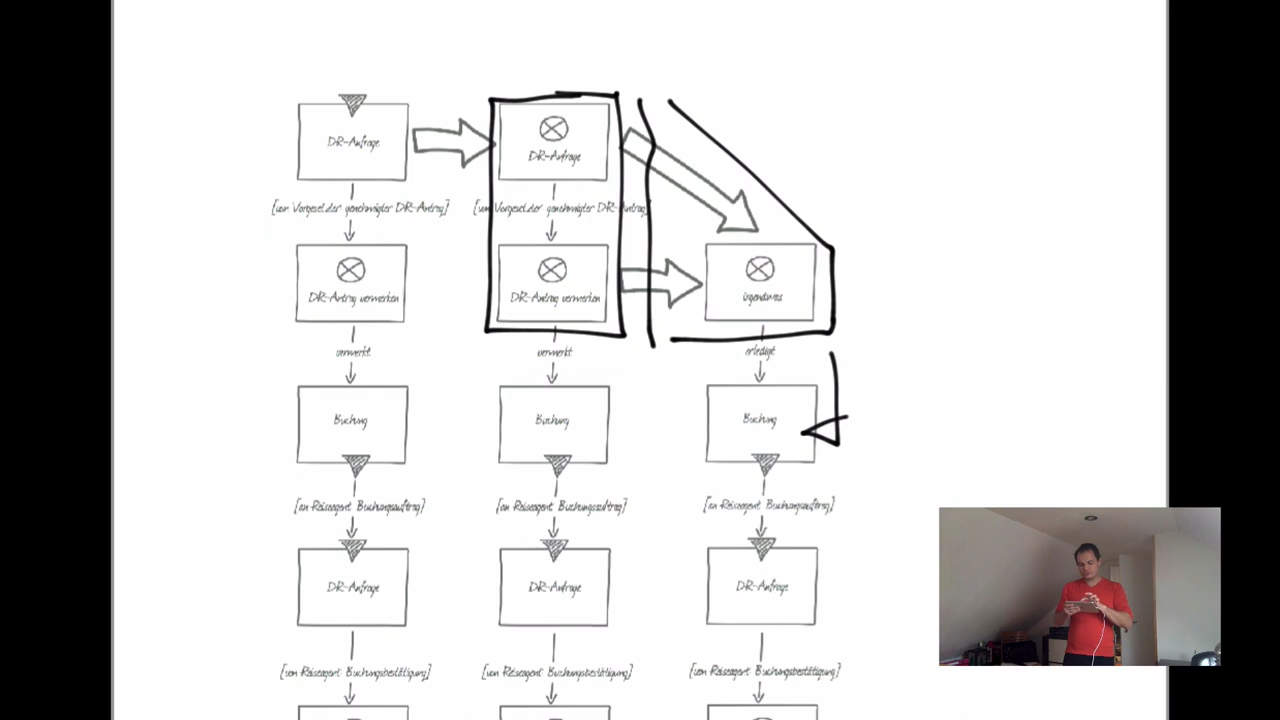 DR-Anfrage
DR-Anfrage
[von Vorgesetzter genehmigter DR-Antrag]
[von Vorgesetzter genehmigter DR-Antrag]
DR-Antrag vermerken
DR-Antrag vermerken
irgendwas
vermerkt
vermerkt
erledigt
Buchung
Buchung
Buchung
[an Reiseagent Buchungsauftrag]
[an Reiseagent Buchungsauftrag]
[an Reiseagent Buchungsauftrag]
DR-Anfrage
DR-Anfrage
DR-Anfrage
[von Reiseagent Buchungsbestätigung]
[von Reiseagent Buchungsbestätigung]
[von Reiseagent Buchungsbestätigung]